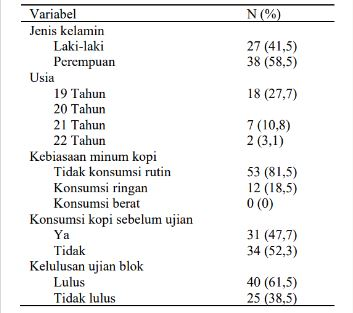 Variabel N (%)
Jenis kelamin
Laki-laki 27 (41,5)
Perempuan 38 (58,5)
Usia
19 Tahun 18 (27,7)
20 Tahun
21 Tahun 7 (10,8)
22 Tahun 2 (3,1)
Kebiasaan minum kopi
Tidak konsumsi rutin 53 (81,5)
Konsumsi ringan 12 (18,5)
Konsumsi berat 0 (0)
Konsumsi kopi sebelum ujian
Ya 31 (47,7)
Tidak 34 (52,3)
Kelulusan ujian blok
Lulus 40 (61,5)
Tidak lulus 25 (38,5)